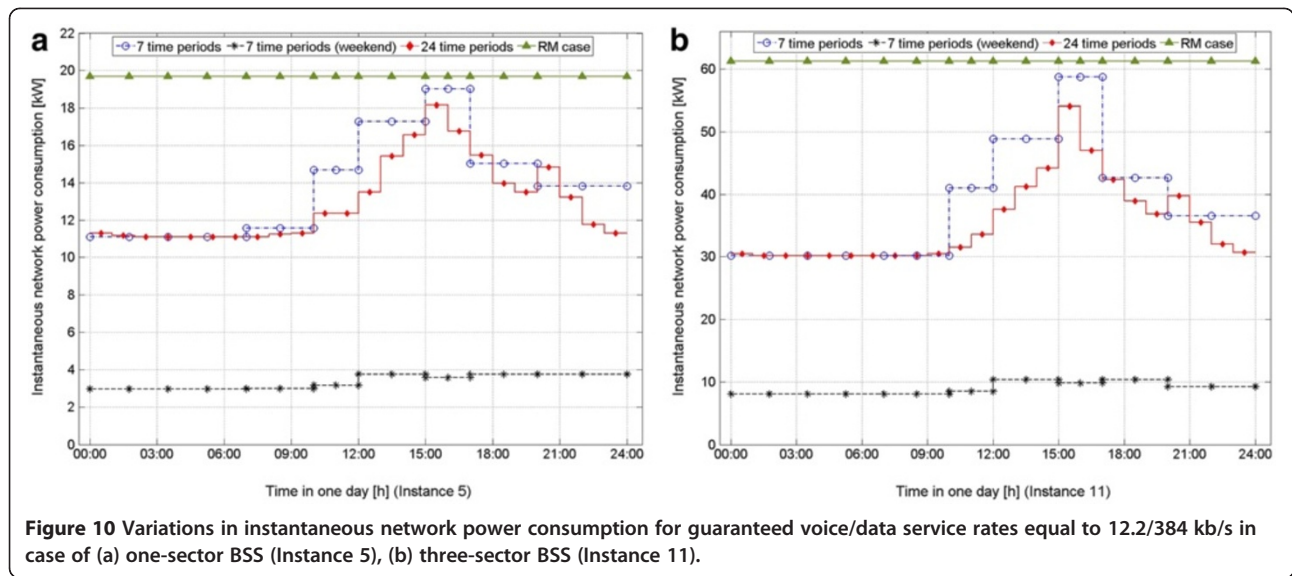 a
7 time periods 7 time periods (weekend) 24 time periods RM case
22
20
18
16
14
12
10
8
6
4
2
0
Instantaneous network power consumption [kW]
00:00 03:00 06:00 09:00 12:00 15:00 18:00 21:00 24:00
Time in one day [h] (Instance 5)
b
7 time periods 7 time periods (weekend) 24 time periods RM case
60
50
40
30
20
10
0
Instantaneous network power consumption [kW]
00:00 03:00 06:00 09:00 12:00 15:00 18:00 21:00 24:00
Time in one day [h] (Instance 11)
Figure 10 Variations in instantaneous network power consumption for guaranteed voice/data service rates equal to 12.2/384 kb/s in
case of (a) one-sector BSS (Instance 5), (b) three-sector BSS (Instance 11).